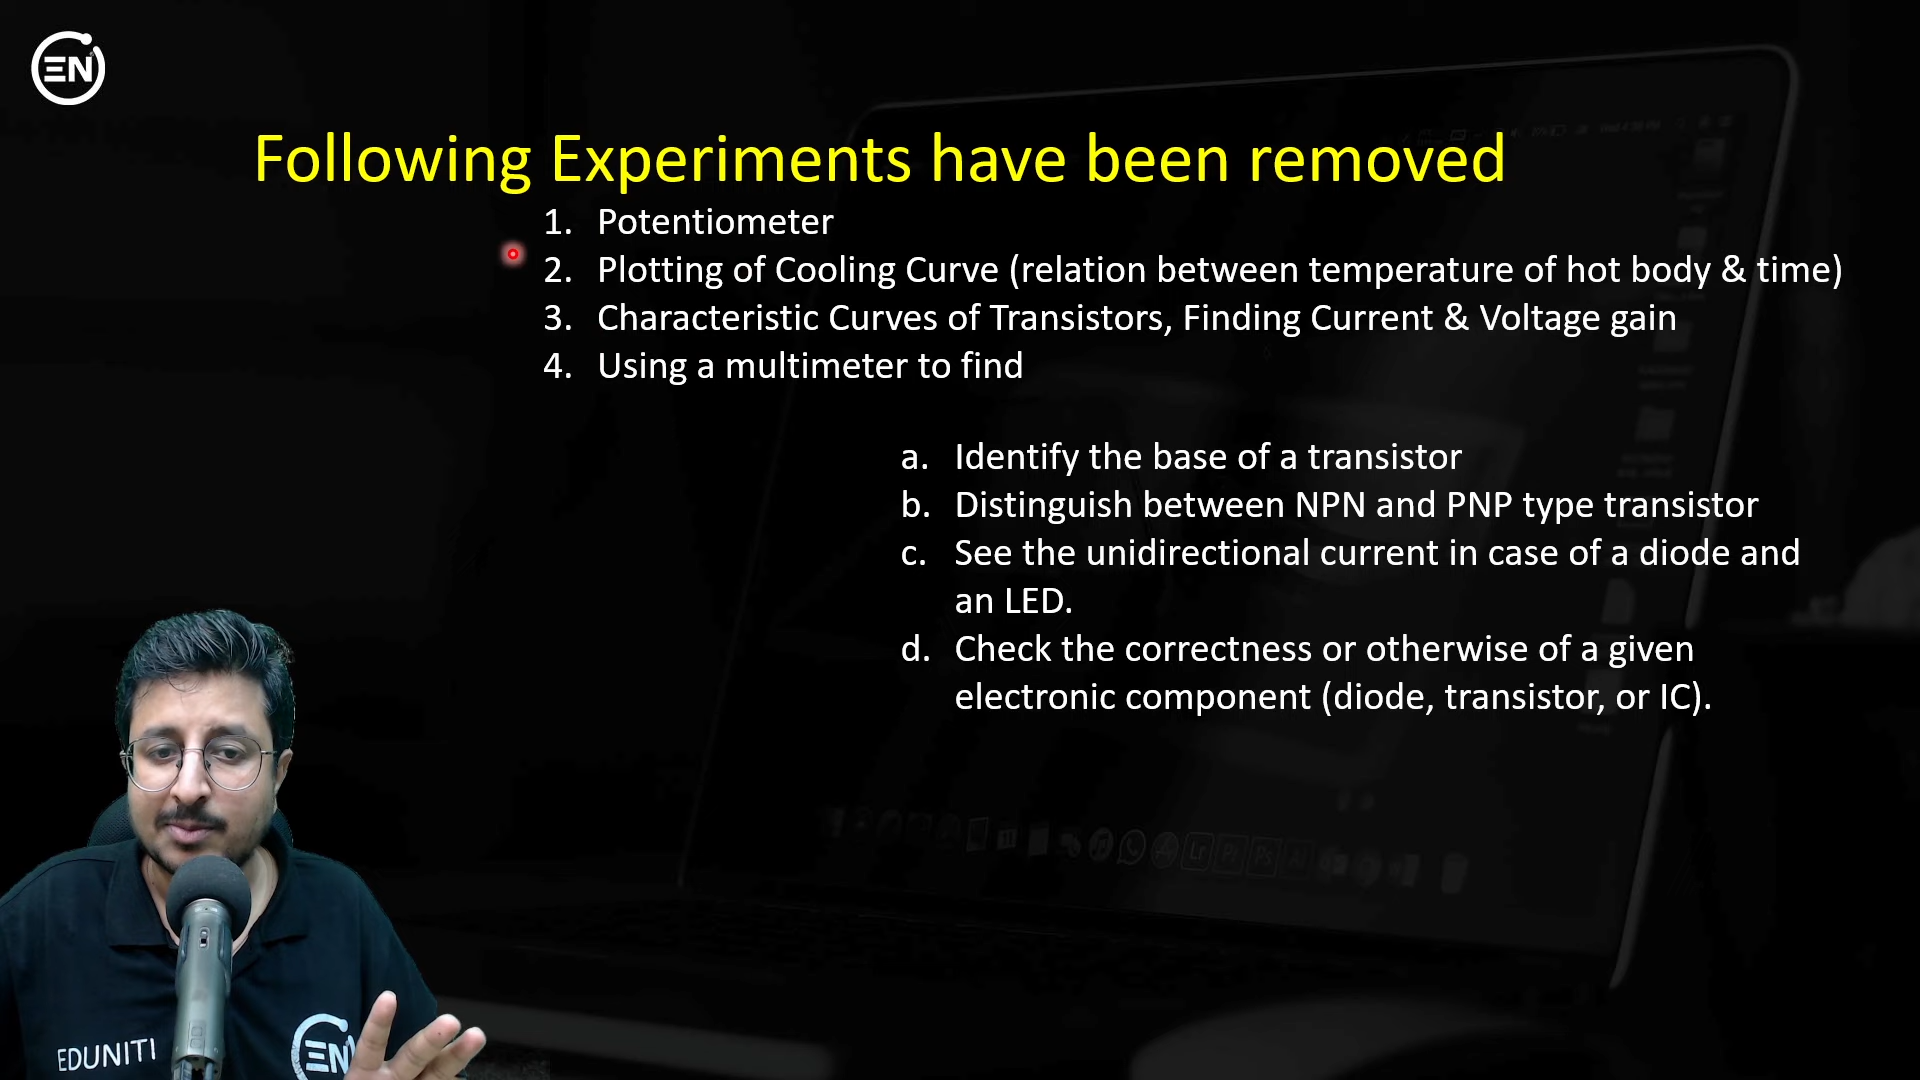 EN
Following Experiments have been removed
1. Potentiometer
2. Plotting of Cooling Curve (relation between temperature of hot body & time)
3. Characteristic Curves of Transistors, Finding Current & Voltage gain
4. Using a multimeter to find
a. Identify the base of a transistor
b. Distinguish between NPN and PNP type transistor
c. See the unidirectional current in case of a diode and
an LED.
d. Check the correctness or otherwise of a given
electronic component (diode, transistor, or IC).
EDUNITI
EN